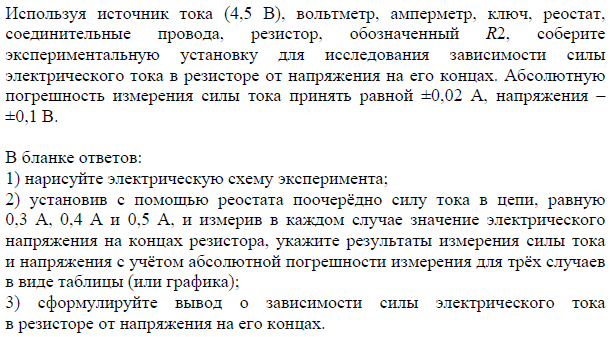 Используя источник тока (4,5 В), вольтметр, амперметр, ключ, реостат,
соединительные провода, резистор, обозначенный R2, соберите
экспериментальную установку для исследования зависимости силы
электрического тока в резисторе от напряжения на его концах. Абсолютную
погрешность измерения силы тока принять равной ±0,02 А, напряжения –
±0,1 В.
В бланке ответов:
1) нарисуйте электрическую схему эксперимента;
2) установив с помощью реостата поочерёдно силу тока в цепи, равную
0,3 А, 0,4 А и 0,5 А, и измерив в каждом случае значение электрического
напряжения на концах резистора, укажите результаты измерения силы тока
и напряжения с учётом абсолютной погрешности измерения для трёх случаев
в виде таблицы (или графика);
3) сформулируйте вывод о зависимости силы электрического тока
в резисторе от напряжения на его концах.